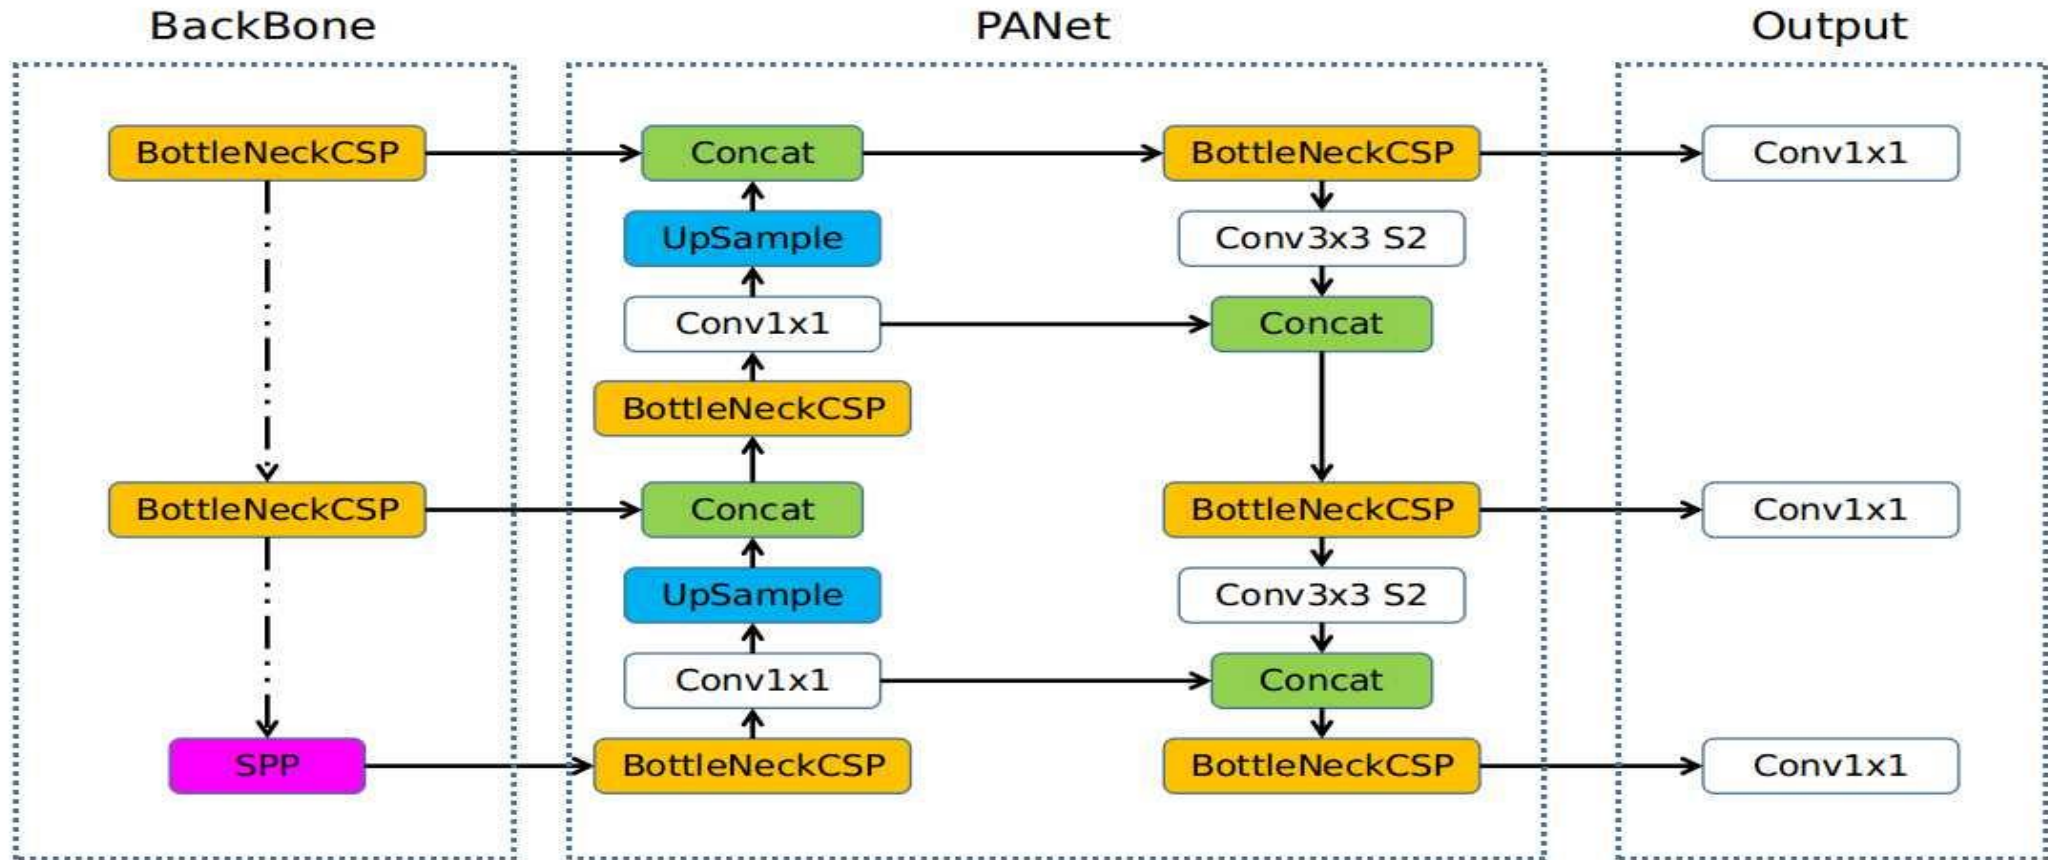 BackBone
PANet
Output
BottleNeckCSP
Concat
BottleNeckCSP
Conv1x1
UpSample
Conv3x3 S2
Conv1x1
Concat
BottleNeckCSP
BottleNeckCSP
Concat
BottleNeckCSP
Conv1x1
UpSample
Conv3x3 S2
Conv1x1
Concat
SPP
BottleNeckCSP
BottleNeckCSP
Conv1x1